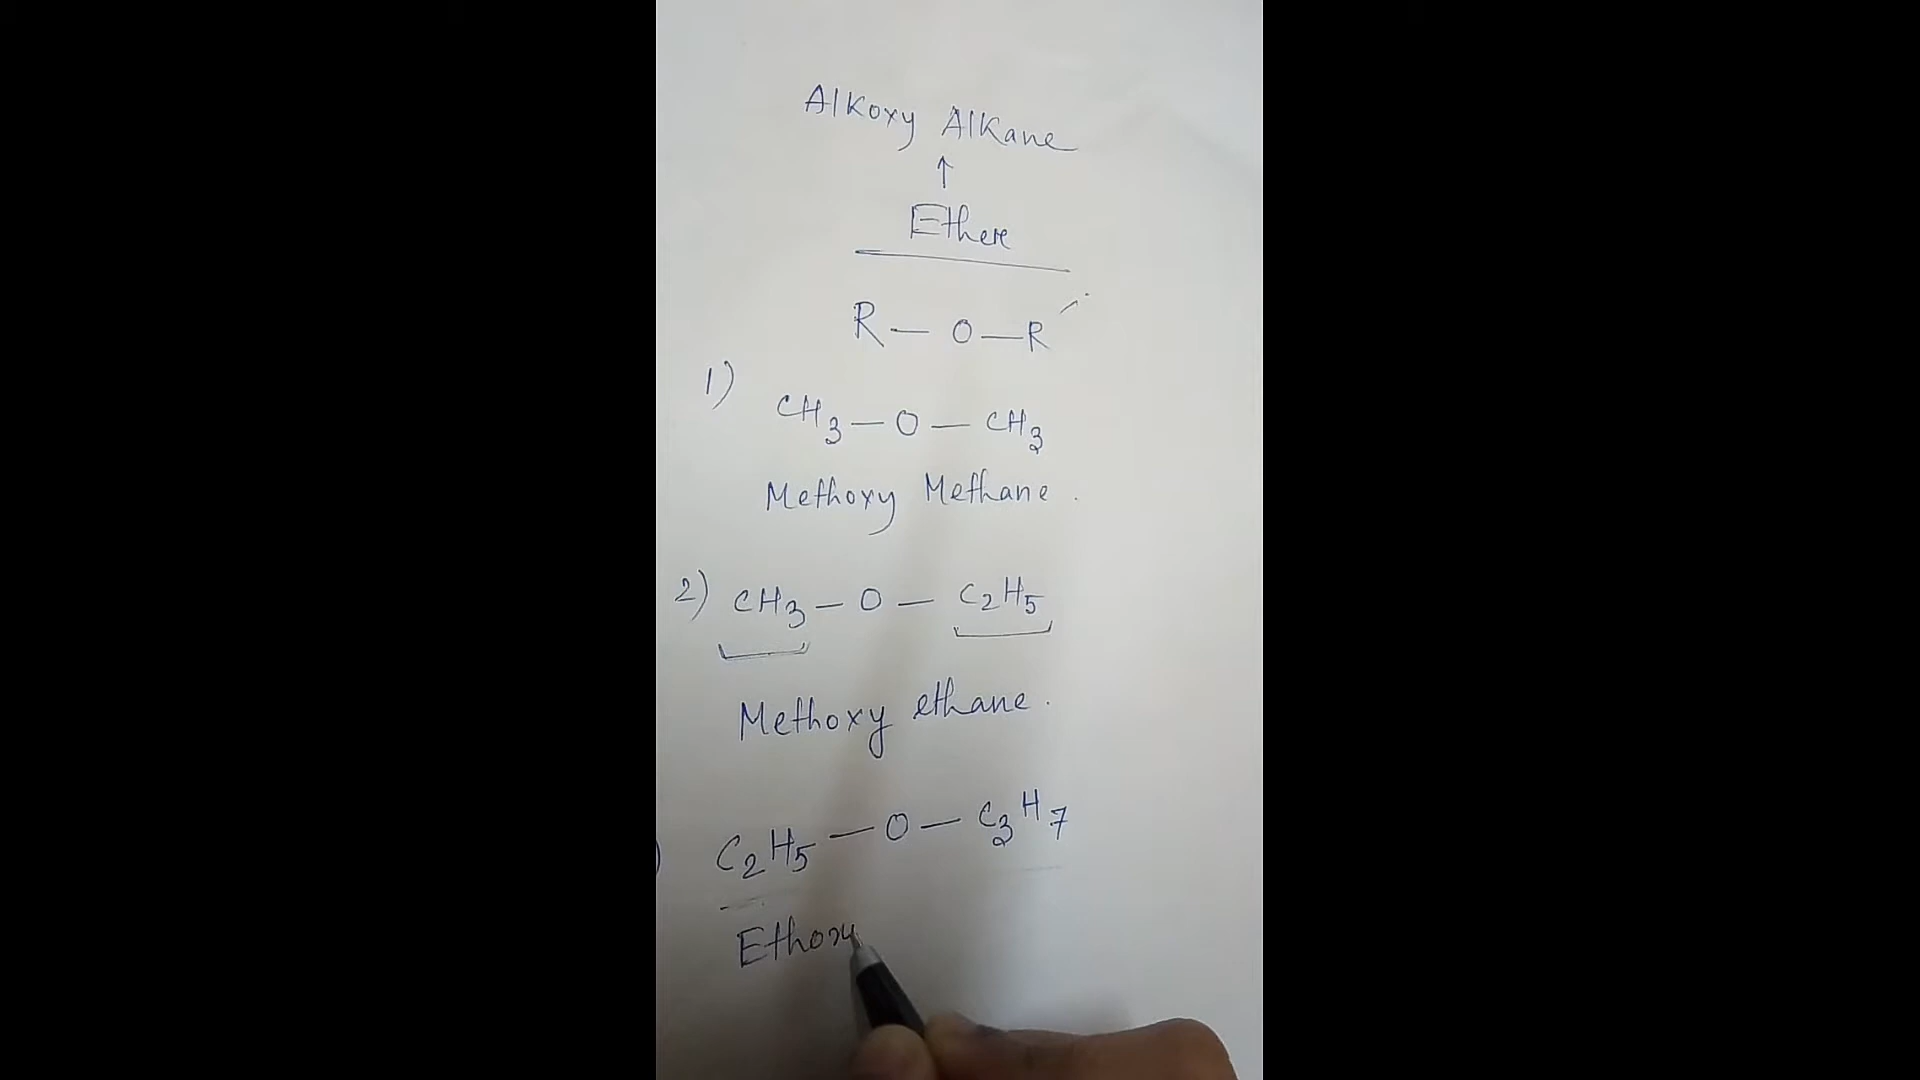 Alkoxy Alkane
↑
Ether
R — O — R′
1)
CH3 — O — CH3
Methoxy Methane.
2) CH3 — O — C2H5
Methoxy ethane.
) C2H5 — O — C3H7
Ethoxy